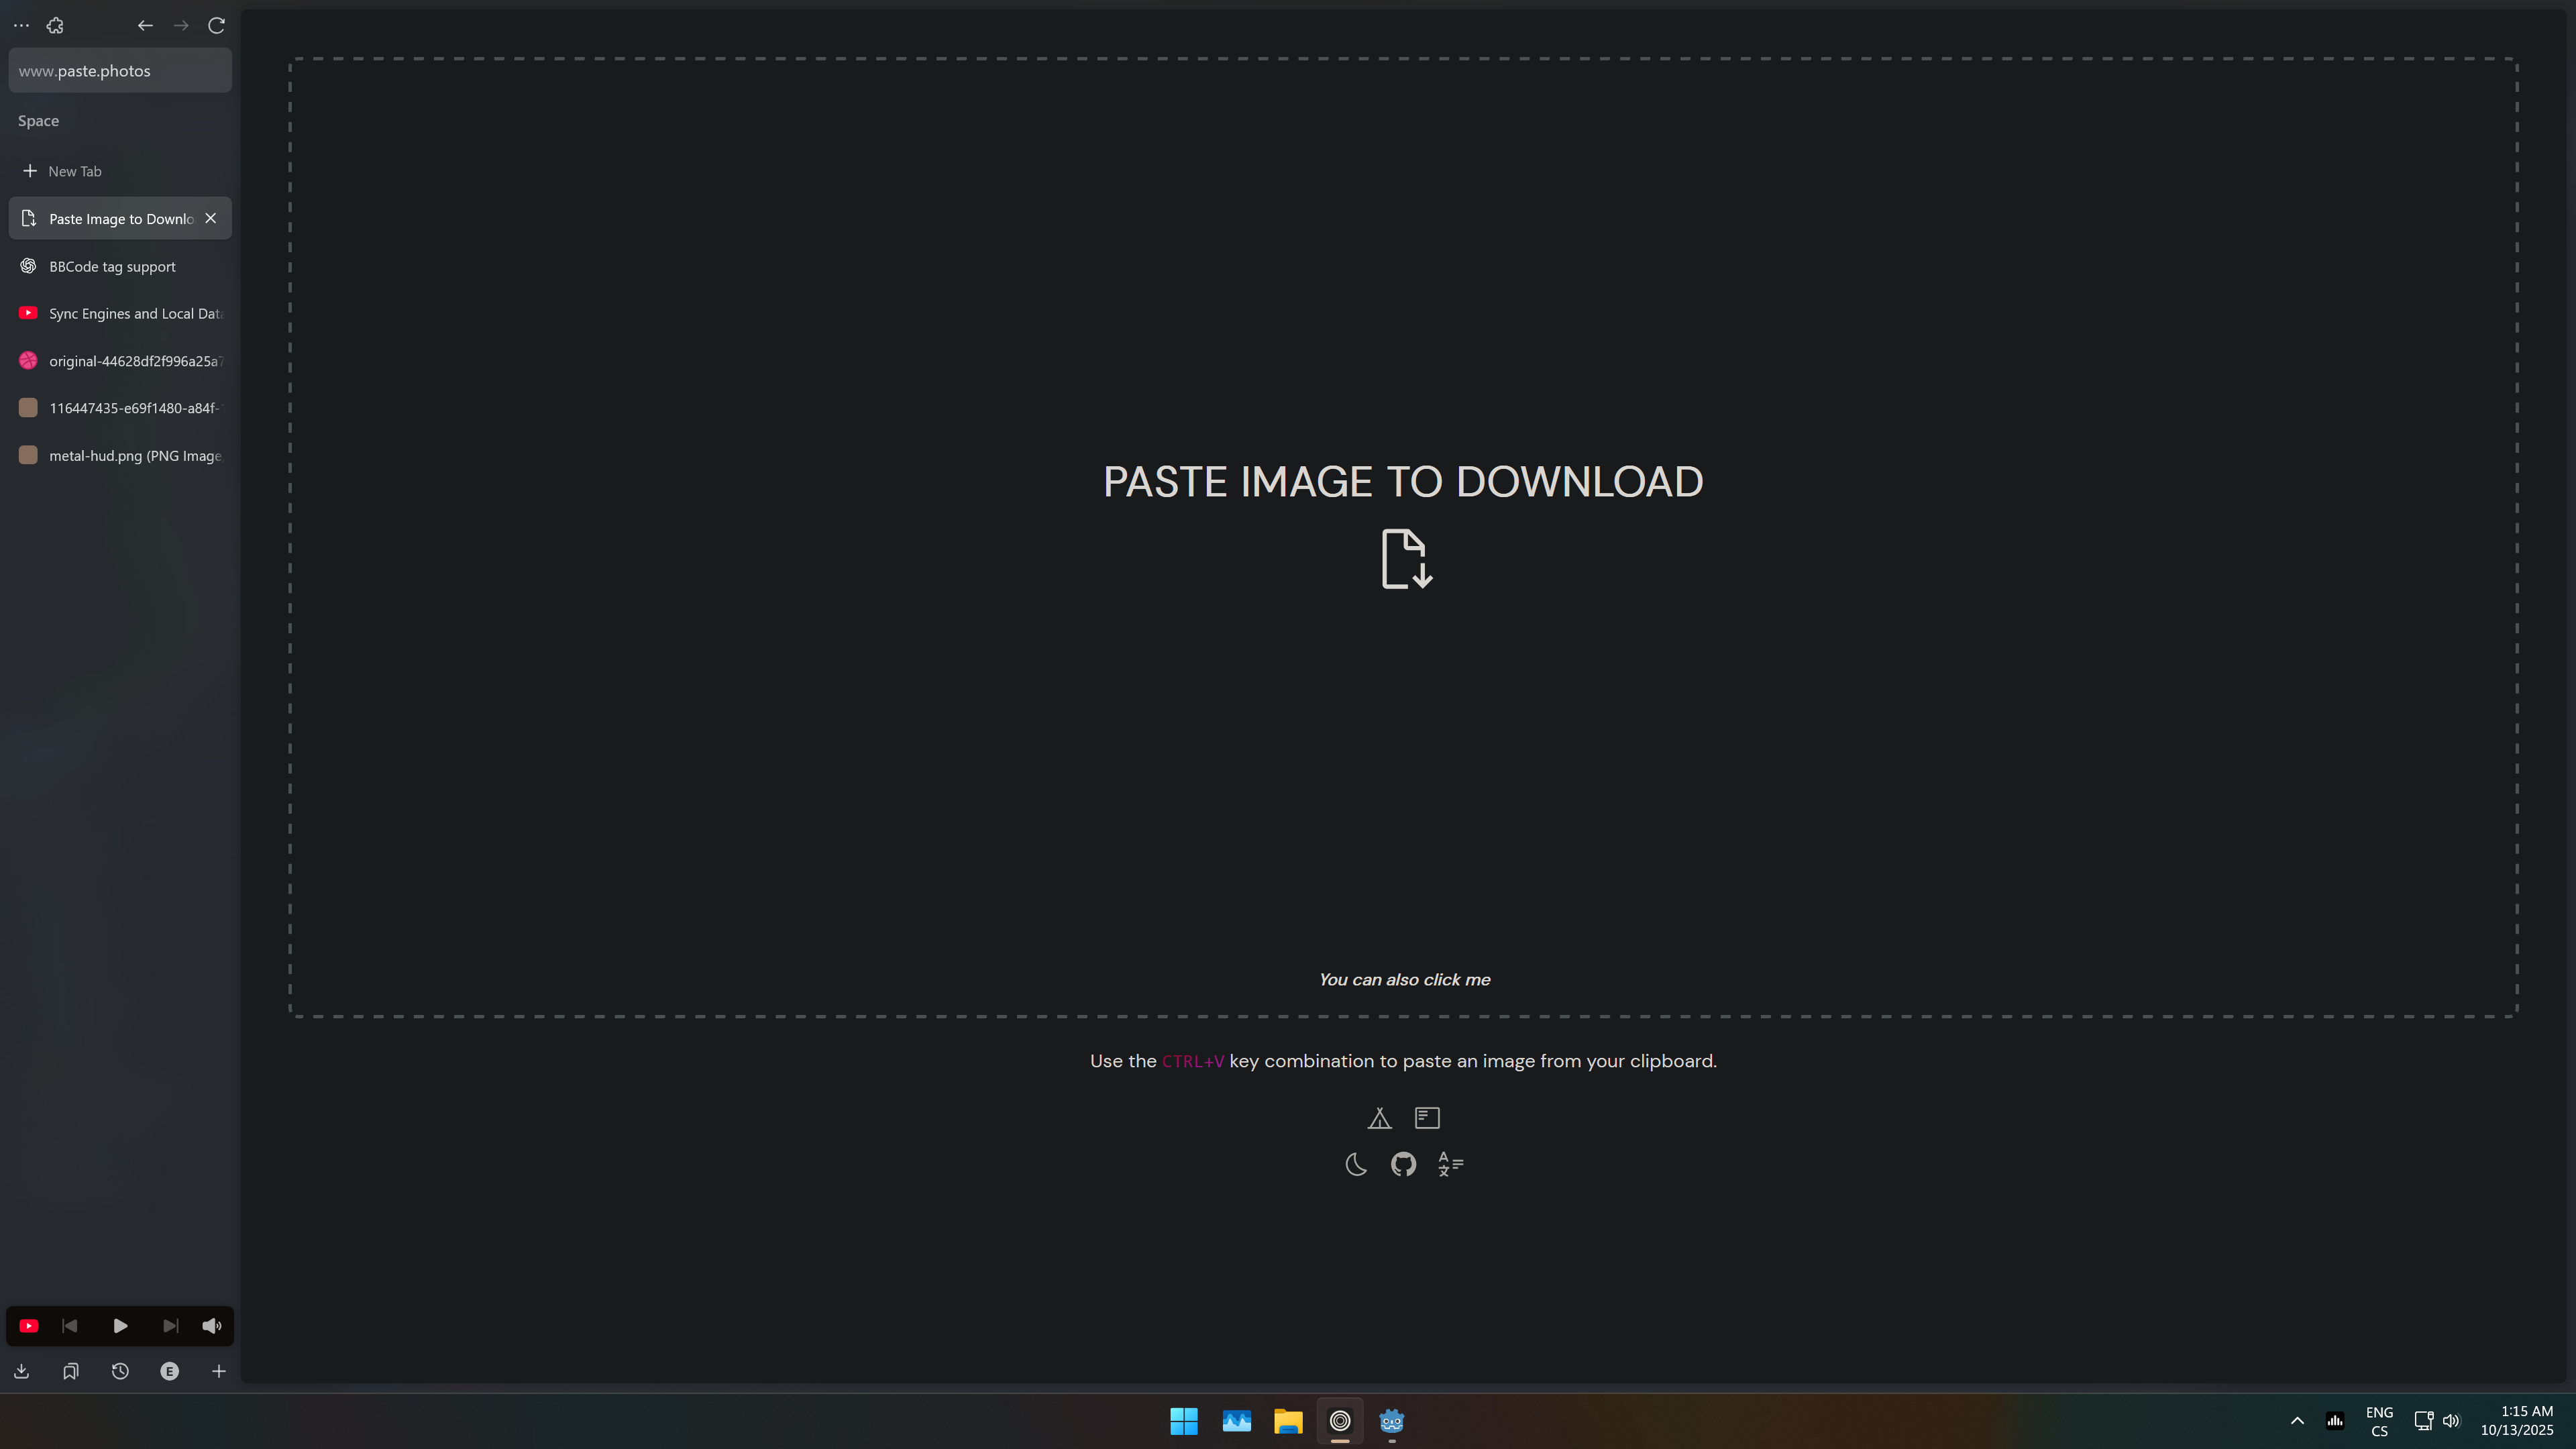 www.paste.photos
Space
New Tab
Paste Image to Downlo
BBCode tag support
Sync Engines and Local Data
original-44628df2f996a25a7
116447435-e69f1480-a84f-
metal-hud.png (PNG Image,
PASTE IMAGE TO DOWNLOAD
You can also click me
Use the CTRL+V key combination to paste an image from your clipboard.
E
ENG
CS
1:15 AM
10/13/2025